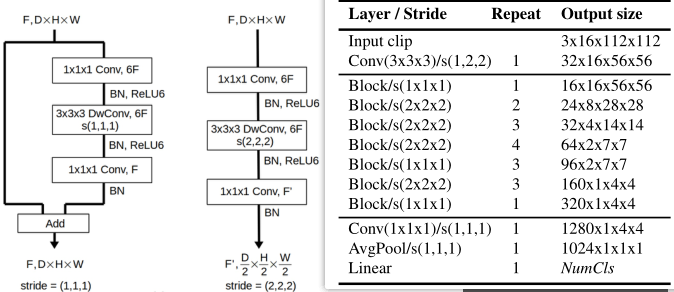 F,D×H×W
1x1x1 Conv, 6F
BN, ReLU6
3x3x3 DwConv, 6F
s(1,1,1)
BN, ReLU6
1x1x1 Conv, F
BN
Add
F,D×H×W
stride = (1,1,1)
F,D×H×W
1x1x1 Conv, 6F
BN, ReLU6
3x3x3 DwConv, 6F
s(2,2,2)
BN, ReLU6
1x1x1 Conv, F'
BN
F', D/2 × H/2 × W/2
stride = (2,2,2)
Layer / Stride Repeat Output size
Input clip 3x16x112x112
Conv(3x3x3)/s(1,2,2) 1 32x16x56x56
Block/s(1x1x1) 1 16x16x56x56
Block/s(2x2x2) 2 24x8x28x28
Block/s(2x2x2) 3 32x4x14x14
Block/s(2x2x2) 4 64x2x7x7
Block/s(1x1x1) 3 96x2x7x7
Block/s(2x2x2) 3 160x1x4x4
Block/s(1x1x1) 1 320x1x4x4
Conv(1x1x1)/s(1,1,1) 1 1280x1x4x4
AvgPool/s(1,1,1) 1 1024x1x1x1
Linear 1 NumCls